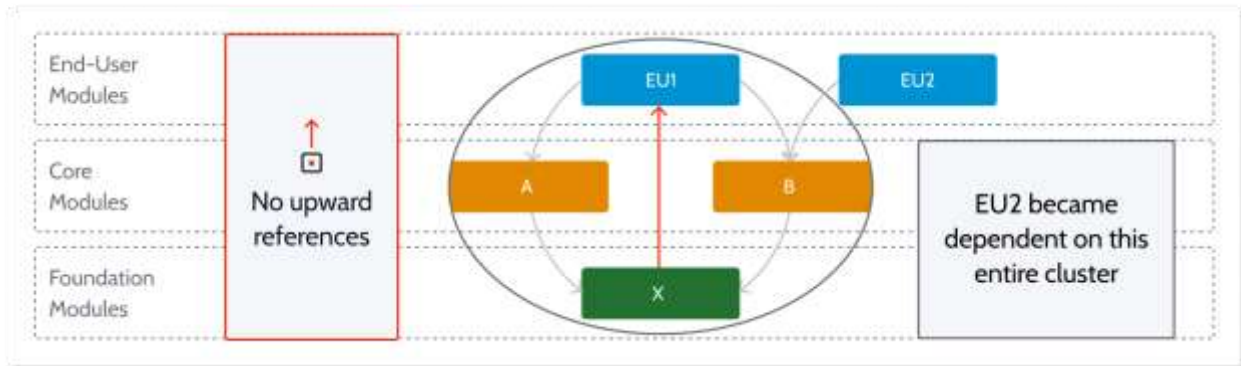 End-User
Modules
EU1
EU2
Core
Modules
No upward
references
A
B
EU2 became
dependent on this
entire cluster
Foundation
Modules
X